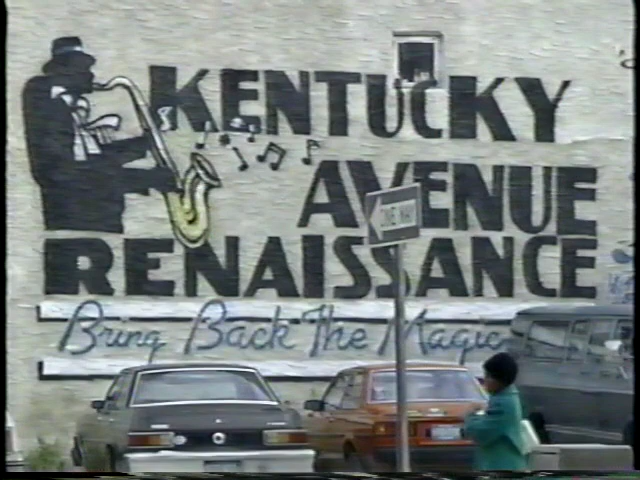 KENTUCKY
AVENUE
ONE WAY
RENAISSANCE
Bring Back The Magic